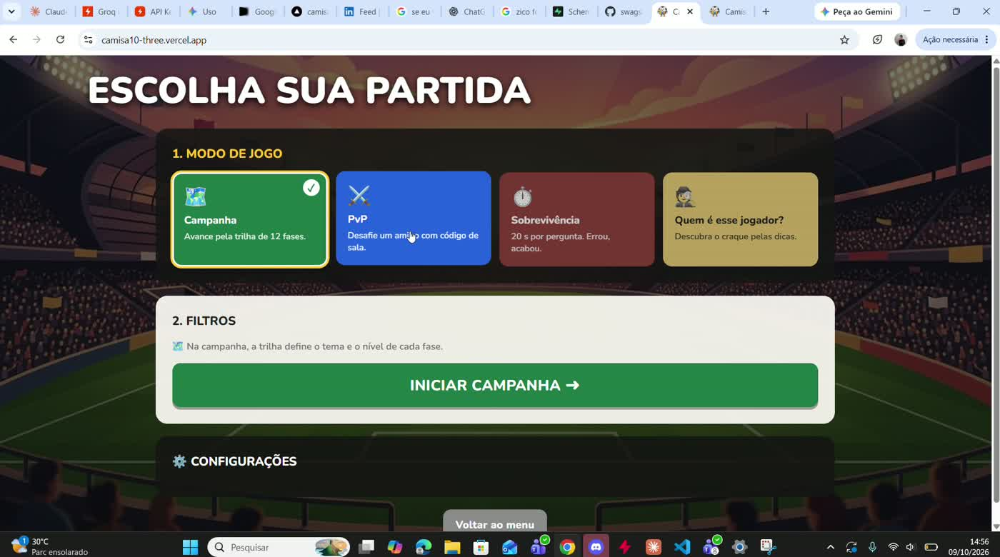 Claud
Groq
API Ke
Uso
Goog
camis
Feed
se eu
ChatG
zico f
Scher
swags
C
Camis
Peça ao Gemini
camisa10-three.vercel.app
Ação necessária
ESCOLHA SUA PARTIDA
1. MODO DE JOGO
Campanha
Avance pela trilha de 12 fases.
PvP
Desafie um amigo com código de
sala.
Sobrevivência
20 s por pergunta. Errou,
acabou.
Quem é esse jogador?
Descubra o craque pelas dicas.
2. FILTROS
Na campanha, a trilha define o tema e o nível de cada fase.
INICIAR CAMPANHA ➜
CONFIGURAÇÕES
Voltar ao menu
1
30°C
Parc ensolarado
Pesquisar
14:56
09/10/2026